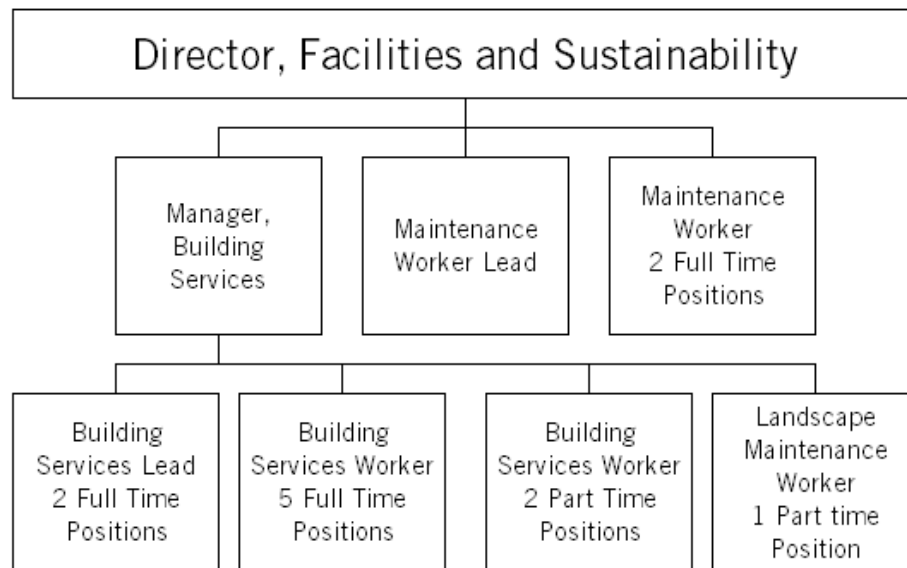 Director, Facilities and Sustainability
Manager,
Building
Services
Maintenance
Worker Lead
Maintenance
Worker
2 Full Time
Positions
Building
Services Lead
2 Full Time
Positions
Building
Services Worker
5 Full Time
Positions
Building
Services Worker
2 Part Time
Positions
Landscape
Maintenance
Worker
1 Part time
Position